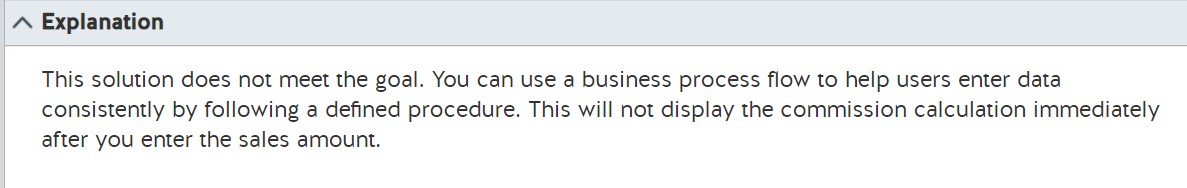 Explanation
This solution does not meet the goal. You can use a business process flow to help users enter data
consistently by following a defined procedure. This will not display the commission calculation immediately
after you enter the sales amount.